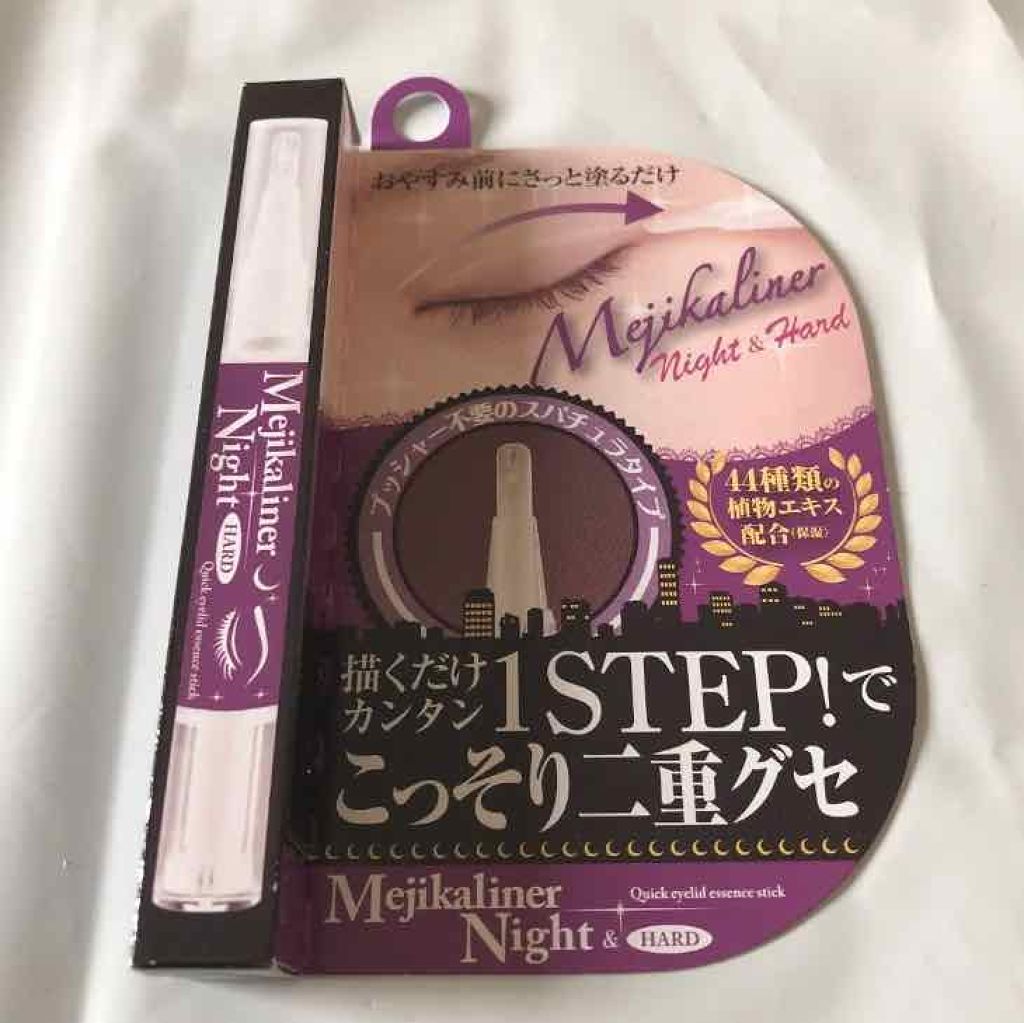 おやすみ前にさっと塗るだけ
Mejikaliner
Night & Hard
プッシャー不要のスパチュラタイプ
44種類の
植物エキス
配合(保湿)
描くだけ
カンタン
1STEP!で
こっそり二重グセ
Mejikaliner
Night & HARD
Quick eyelid essence stick
Mejikaliner
Night HARD
Quick eyelid essence stick